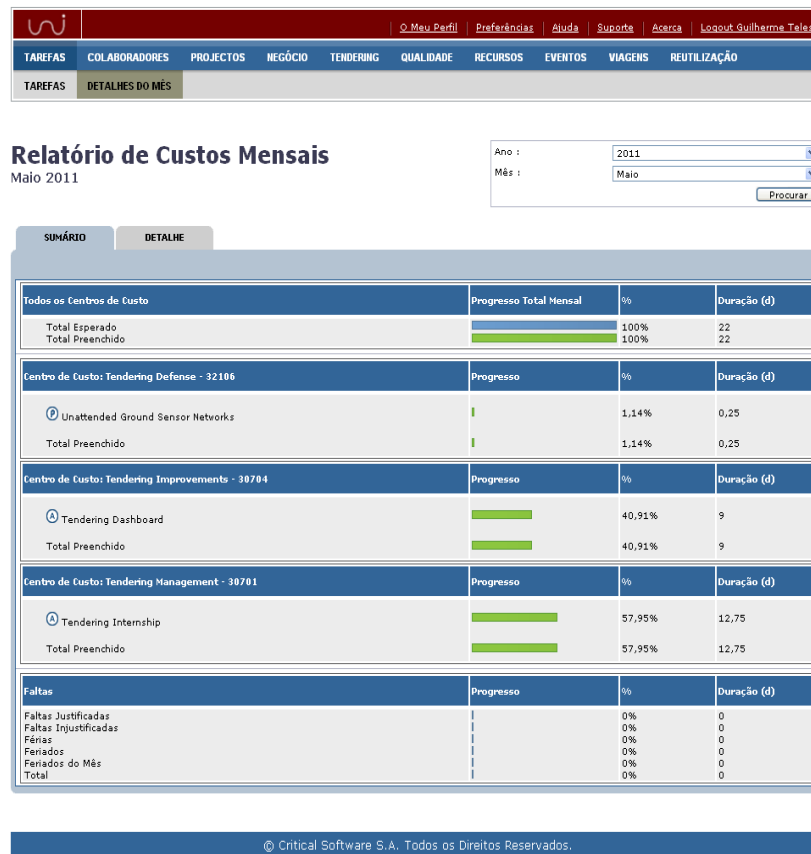 O Meu Perfil Preferências Ajuda Suporte Acerca Logout Guilherme Teles
TAREFAS COLABORADORES PROJECTOS NEGÓCIO TENDERING QUALIDADE RECURSOS EVENTOS VIAGENS REUTILIZAÇÃO
TAREFAS DETALHES DO MÊS
Relatório de Custos Mensais
Maio 2011
Ano : 2011
Mês : Maio
Procurar
SUMÁRIO DETALHE
Todos os Centros de Custo Progresso Total Mensal % Duração (d)
Total Esperado 100% 22
Total Preenchido 100% 22
Centro de Custo: Tendering Defense - 32106 Progresso % Duração (d)
P Unattended Ground Sensor Networks 1,14% 0,25
Total Preenchido 1,14% 0,25
Centro de Custo: Tendering Improvements - 30704 Progresso % Duração (d)
A Tendering Dashboard 40,91% 9
Total Preenchido 40,91% 9
Centro de Custo: Tendering Management - 30701 Progresso % Duração (d)
A Tendering Internship 57,95% 12,75
Total Preenchido 57,95% 12,75
Faltas Progresso % Duração (d)
Faltas Justificadas 0% 0
Faltas Injustificadas 0% 0
Férias 0% 0
Feriados 0% 0
Feriados do Mês 0% 0
Total 0% 0
© Critical Software S.A. Todos os Direitos Reservados.